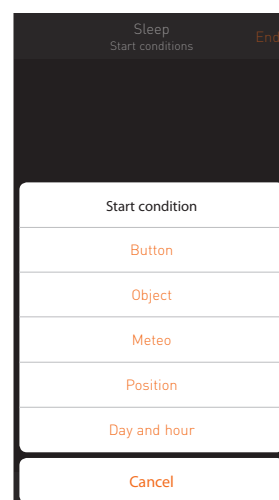 Sleep
Start conditions
End
Start condition
Button
Object
Meteo
Position
Day and hour
Cancel